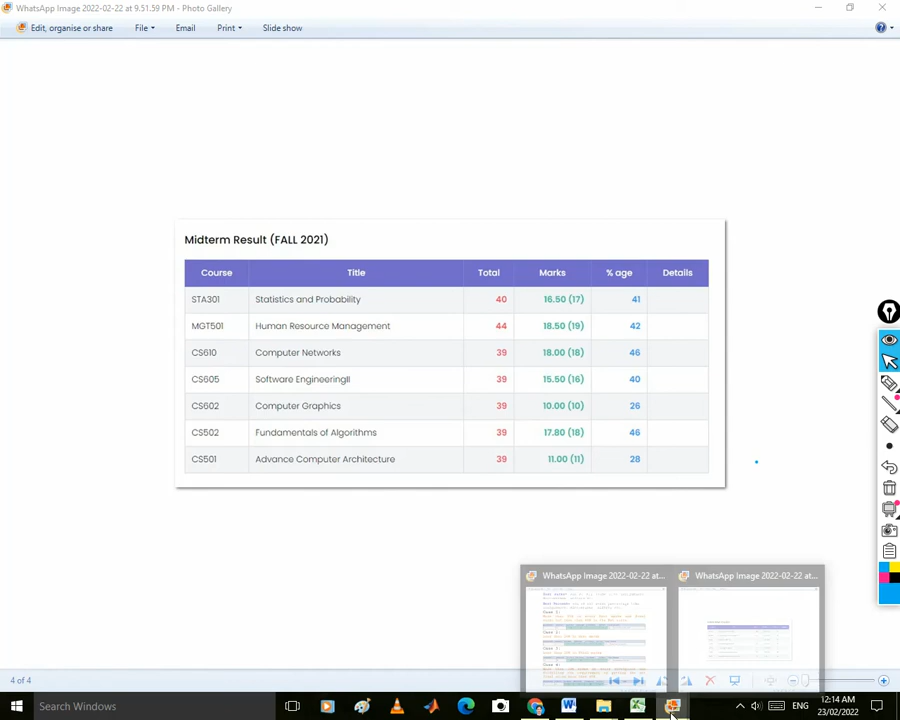 WhatsApp Image 2022-02-22 at 9.51.59 PM - Photo Gallery
Edit, organise or share File Email Print Slide show
Midterm Result (FALL 2021)
Course Title Total Marks % age Details
STA301 Statistics and Probability 40 16.50 (17) 41
MGT501 Human Resource Management 44 18.50 (19) 42
CS610 Computer Networks 39 18.00 (18) 46
CS605 Software EngineeringII 39 15.50 (16) 40
CS602 Computer Graphics 39 10.00 (10) 26
CS502 Fundamentals of Algorithms 39 17.80 (18) 46
CS501 Advance Computer Architecture 39 11.00 (11) 28
WhatsApp Image 2022-02-22 at... WhatsApp Image 2022-02-22 at...
4 of 4
Search Windows ENG 12:14 AM
23/02/2022